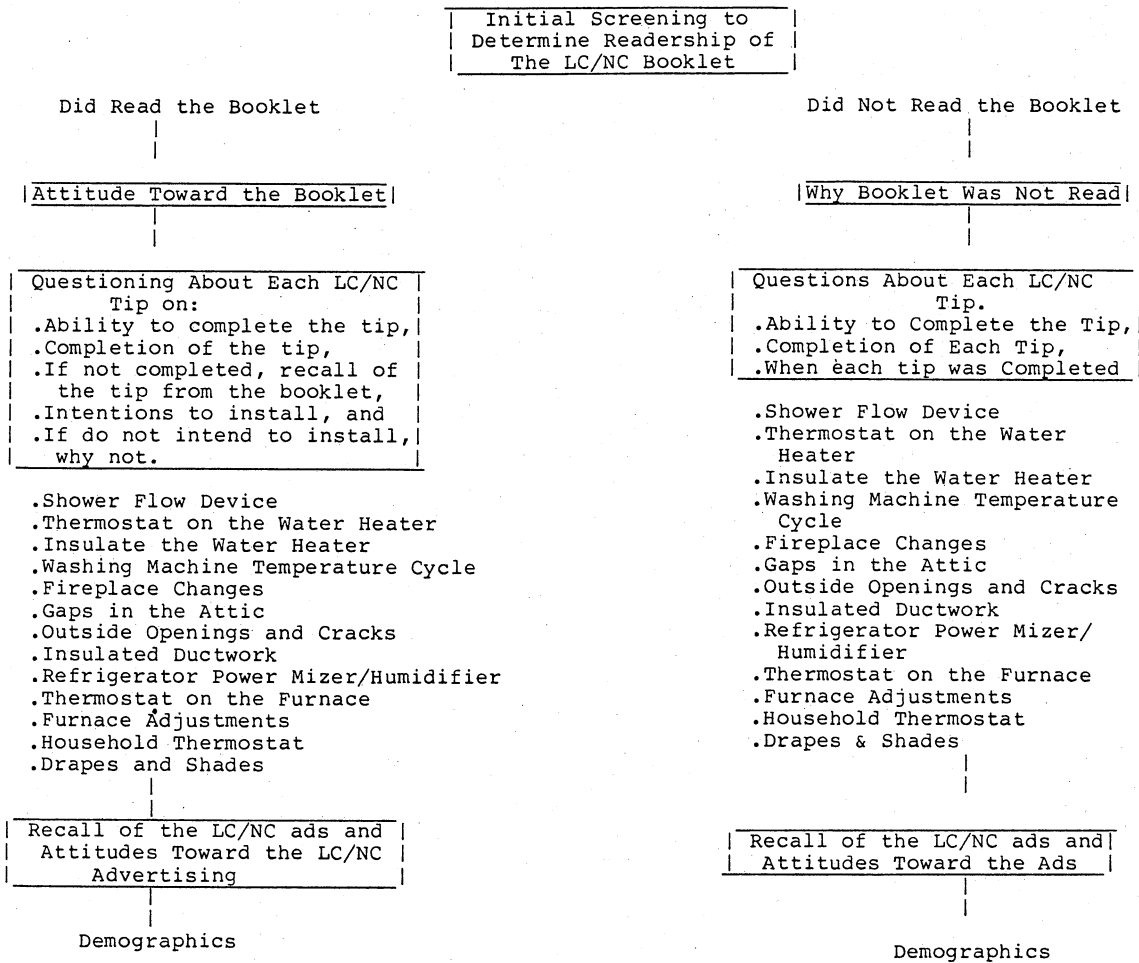 Initial Screening to
Determine Readership of
The LC/NC Booklet
Did Read the Booklet
Attitude Toward the Booklet
Questioning About Each LC/NC
Tip on:
.Ability to complete the tip,
.Completion of the tip,
.If not completed, recall of
the tip from the booklet,
.Intentions to install, and
.If do not intend to install,
why not.
.Shower Flow Device
.Thermostat on the Water Heater
.Insulate the Water Heater
.Washing Machine Temperature Cycle
.Fireplace Changes
.Gaps in the Attic
.Outside Openings and Cracks
.Insulated Ductwork
.Refrigerator Power Mizer/Humidifier
.Thermostat on the Furnace
.Furnace Adjustments
.Household Thermostat
.Drapes and Shades
Recall of the LC/NC ads and
Attitudes Toward the LC/NC
Advertising
Demographics
Did Not Read the Booklet
Why Booklet Was Not Read
Questions About Each LC/NC
Tip.
.Ability to Complete the Tip,
.Completion of Each Tip,
.When each tip was Completed
.Shower Flow Device
.Thermostat on the Water
Heater
.Insulate the Water Heater
.Washing Machine Temperature
Cycle
.Fireplace Changes
.Gaps in the Attic
.Outside Openings and Cracks
.Insulated Ductwork
.Refrigerator Power Mizer/
Humidifier
.Thermostat on the Furnace
.Furnace Adjustments
.Household Thermostat
.Drapes & Shades
Recall of the LC/NC ads and
Attitudes Toward the Ads
Demographics